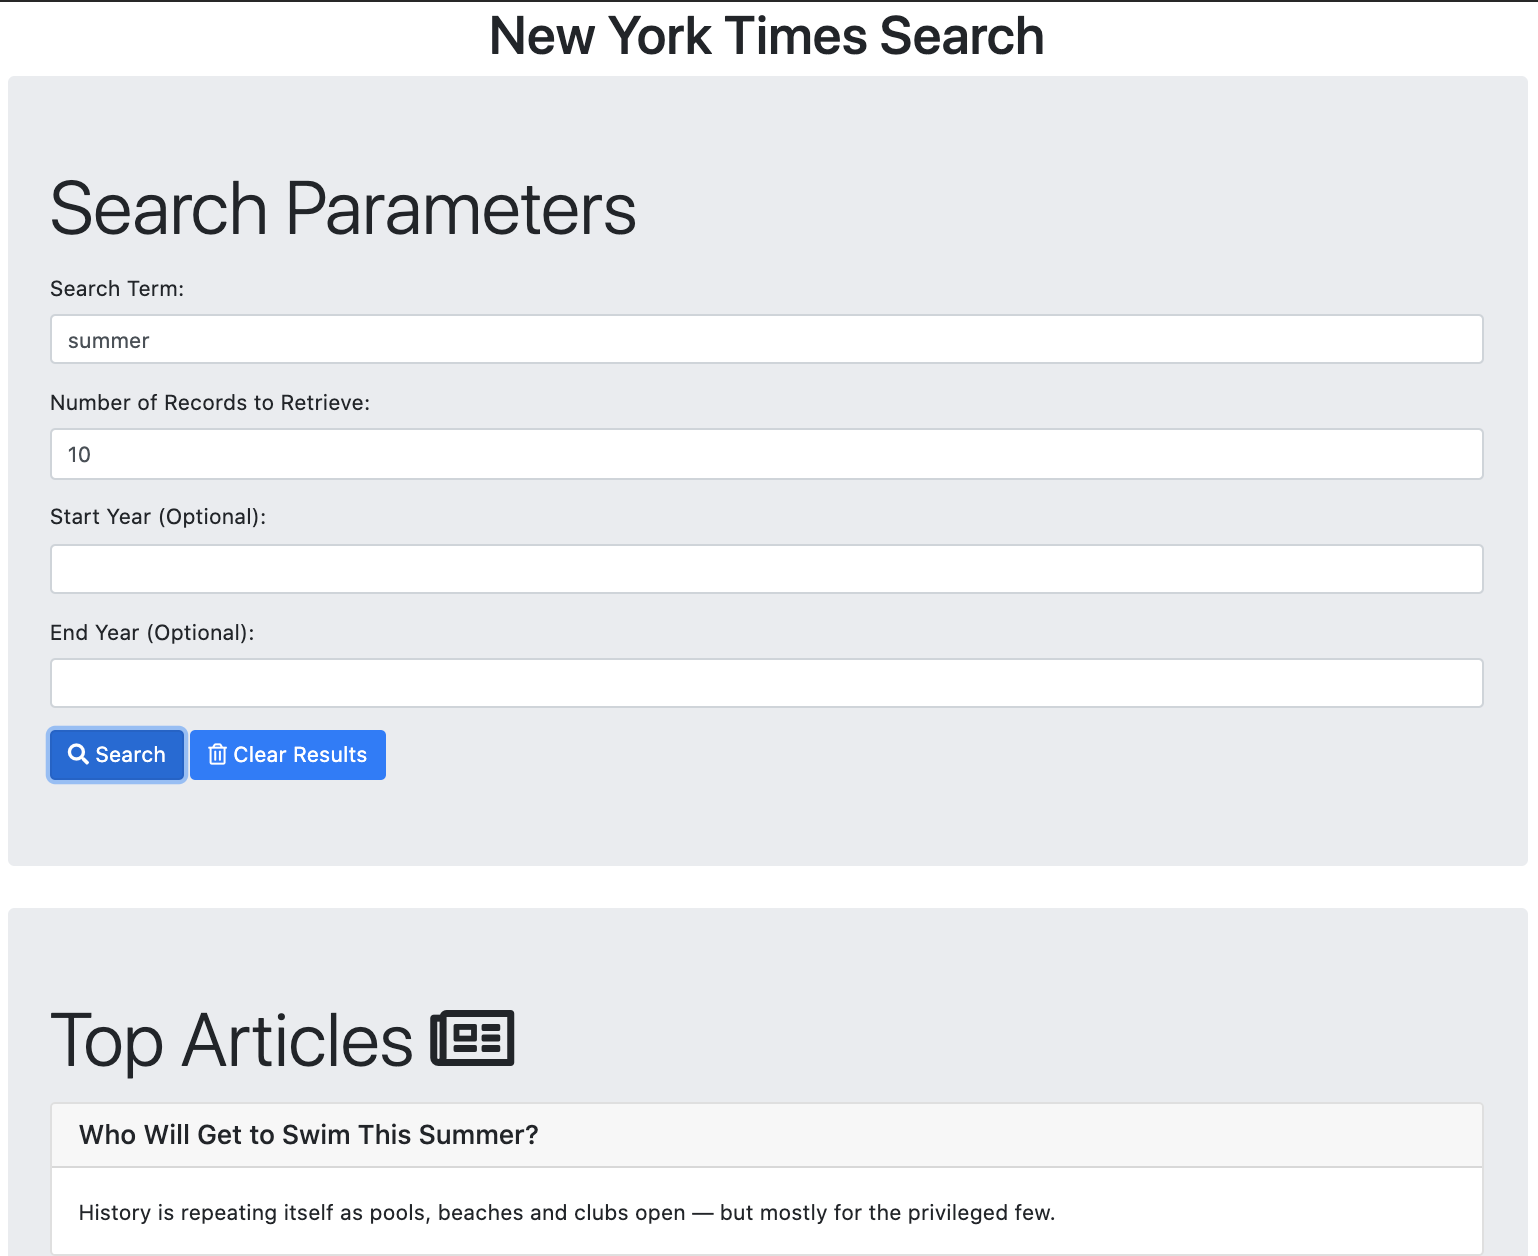 New York Times Search
Search Parameters
Search Term:
summer
Number of Records to Retrieve:
10
Start Year (Optional):
End Year (Optional):
Search
Clear Results
Top Articles
Who Will Get to Swim This Summer?
History is repeating itself as pools, beaches and clubs open — but mostly for the privileged few.